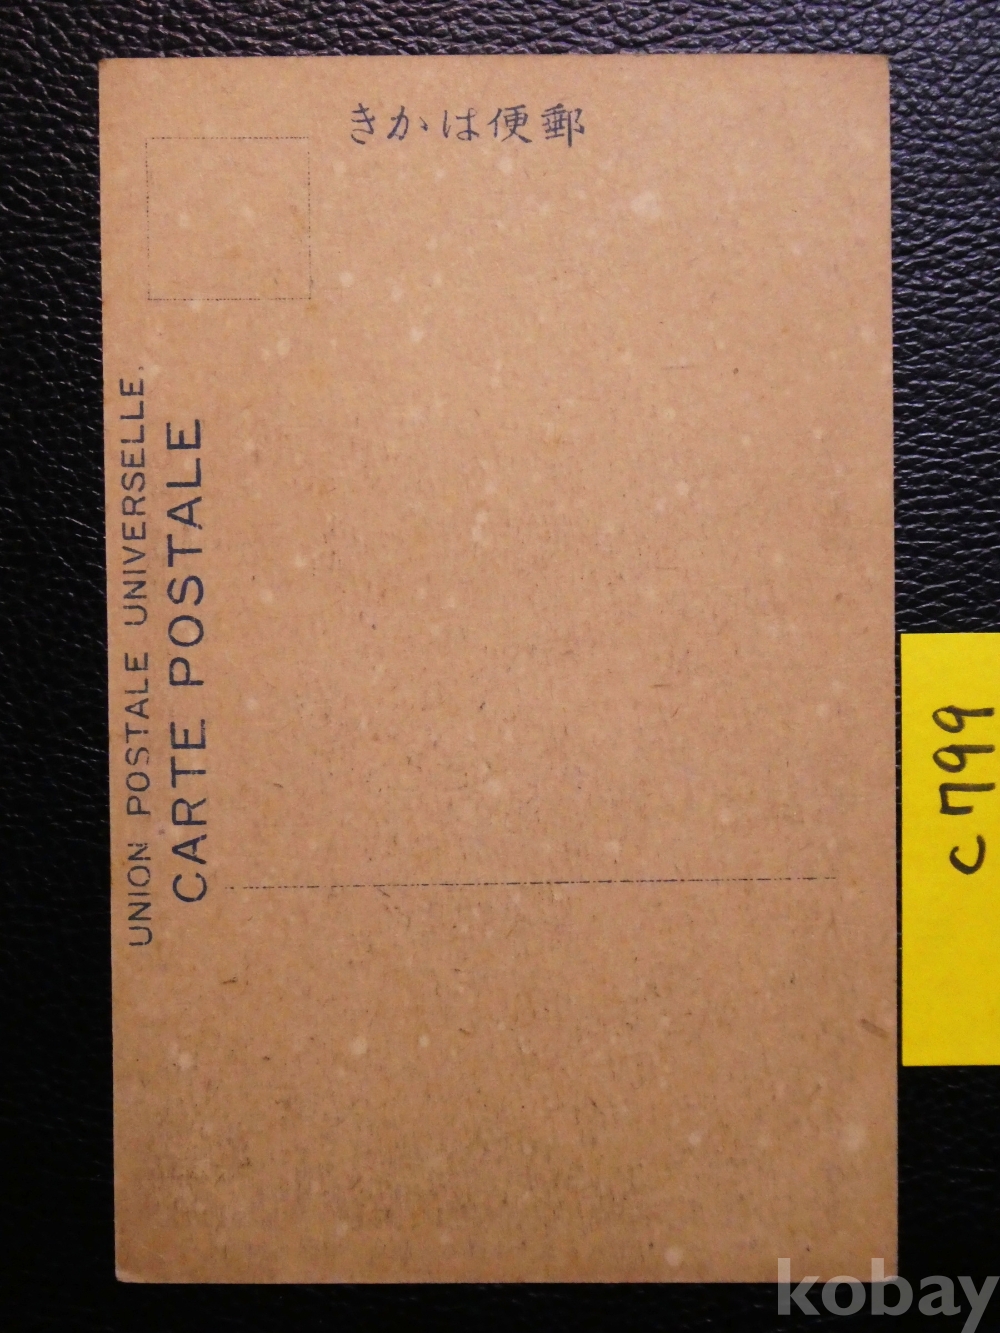 きかは便郵
UNION POSTALE UNIVERSELLE.
CARTE POSTALE
C799
kobay